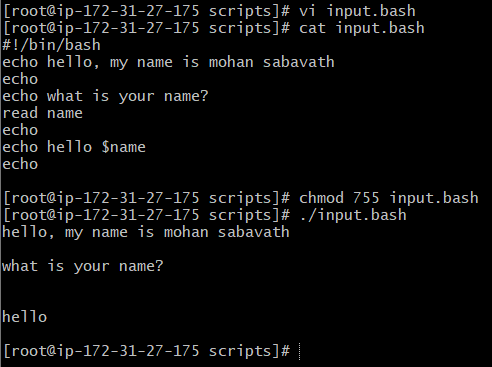 [root@ip-172-31-27-175 scripts]# vi input.bash
[root@ip-172-31-27-175 scripts]# cat input.bash
#!/bin/bash
echo hello, my name is mohan sabavath
echo
echo what is your name?
read name
echo
echo hello $name
echo
[root@ip-172-31-27-175 scripts]# chmod 755 input.bash
[root@ip-172-31-27-175 scripts]# ./input.bash
hello, my name is mohan sabavath
what is your name?
hello
[root@ip-172-31-27-175 scripts]#